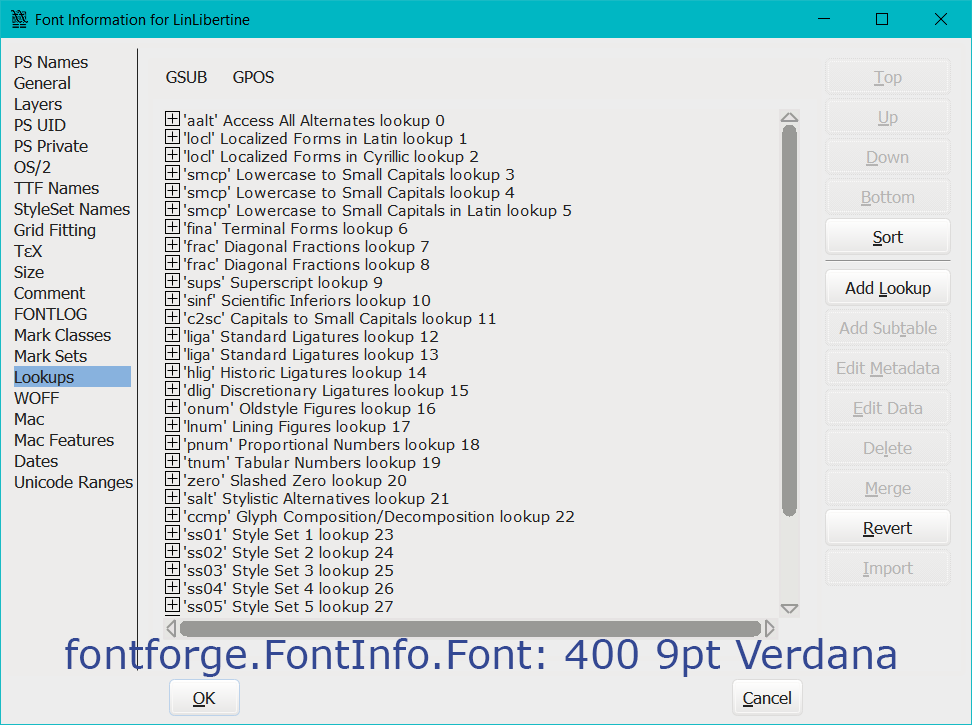 Font Information for LinLibertine
PS Names
General
Layers
PS UID
PS Private
OS/2
TTF Names
StyleSet Names
Grid Fitting
ΤεΧ
Size
Comment
FONTLOG
Mark Classes
Mark Sets
Lookups
WOFF
Mac
Mac Features
Dates
Unicode Ranges
GSUB GPOS
'aalt' Access All Alternates lookup 0
'locl' Localized Forms in Latin lookup 1
'locl' Localized Forms in Cyrillic lookup 2
'smcp' Lowercase to Small Capitals lookup 3
'smcp' Lowercase to Small Capitals lookup 4
'smcp' Lowercase to Small Capitals in Latin lookup 5
'fina' Terminal Forms lookup 6
'frac' Diagonal Fractions lookup 7
'frac' Diagonal Fractions lookup 8
'sups' Superscript lookup 9
'sinf' Scientific Inferiors lookup 10
'c2sc' Capitals to Small Capitals lookup 11
'liga' Standard Ligatures lookup 12
'liga' Standard Ligatures lookup 13
'hlig' Historic Ligatures lookup 14
'dlig' Discretionary Ligatures lookup 15
'onum' Oldstyle Figures lookup 16
'lnum' Lining Figures lookup 17
'pnum' Proportional Numbers lookup 18
'tnum' Tabular Numbers lookup 19
'zero' Slashed Zero lookup 20
'salt' Stylistic Alternatives lookup 21
'ccmp' Glyph Composition/Decomposition lookup 22
'ss01' Style Set 1 lookup 23
'ss02' Style Set 2 lookup 24
'ss03' Style Set 3 lookup 25
'ss04' Style Set 4 lookup 26
'ss05' Style Set 5 lookup 27
Top
Up
Down
Bottom
Sort
Add Lookup
Add Subtable
Edit Metadata
Edit Data
Delete
Merge
Revert
Import
fontforge.FontInfo.Font: 400 9pt Verdana
OK
Cancel